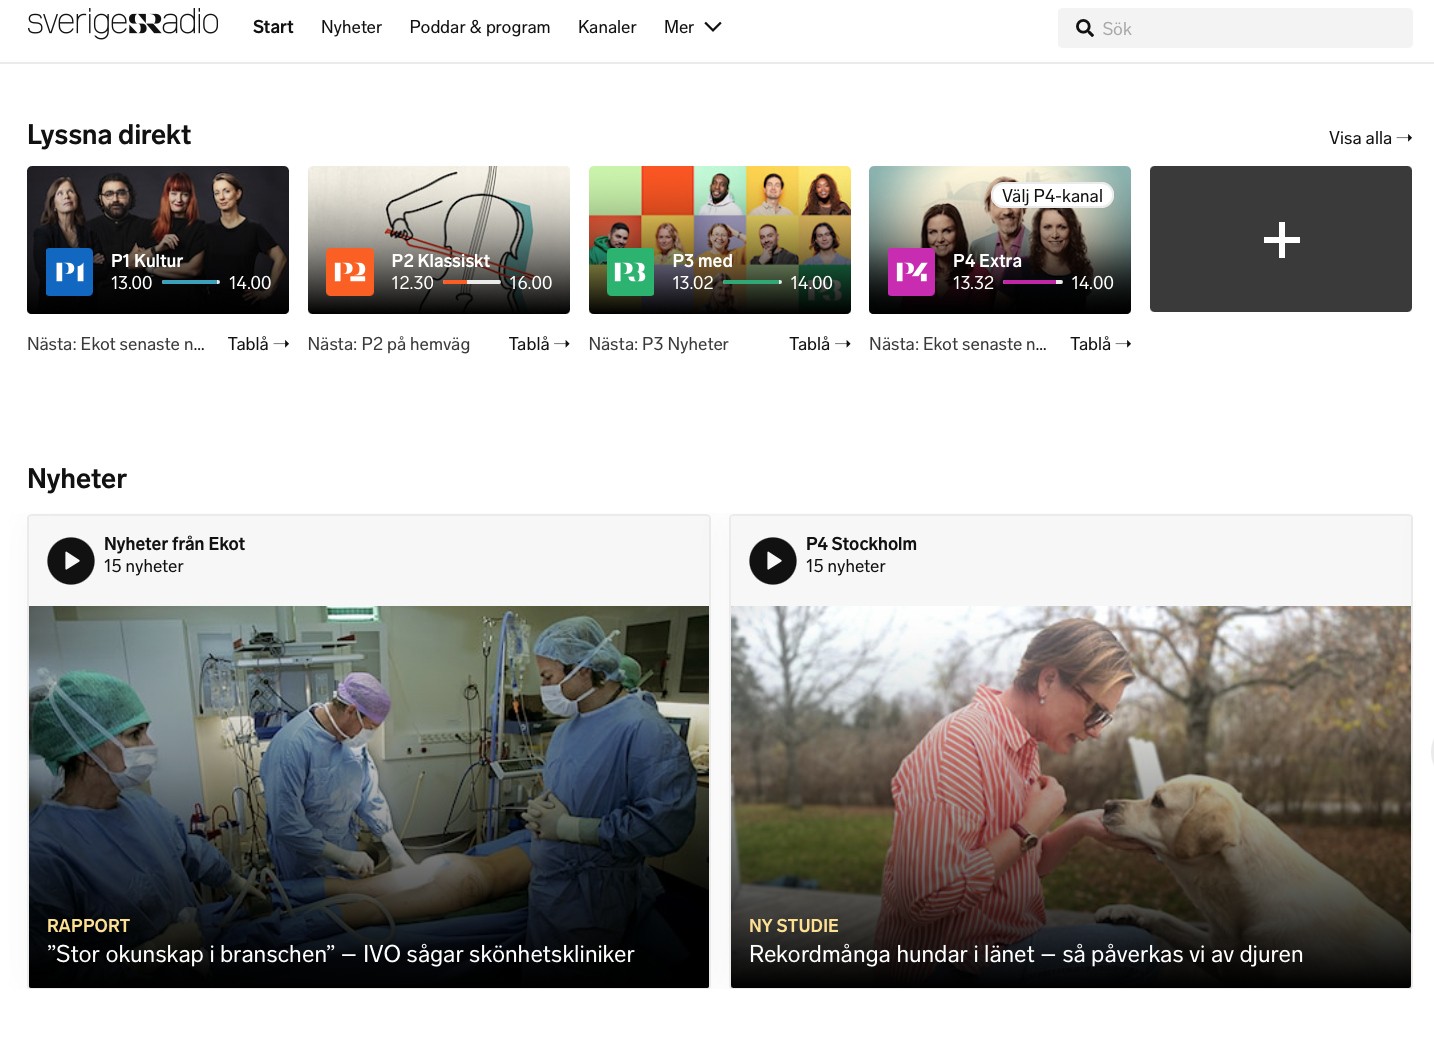 sverigesRadio
Start
Nyheter
Poddar & program
Kanaler
Mer
Sök
Lyssna direkt
Visa alla →
P1
P1 Kultur
13.00
14.00
P2
P2 Klassiskt
12.30
16.00
P3
P3 med
13.02
14.00
Välj P4-kanal
P4
P4 Extra
13.32
14.00
Nästa: Ekot senaste n...
Tablå →
Nästa: P2 på hemväg
Tablå →
Nästa: P3 Nyheter
Tablå →
Nästa: Ekot senaste n...
Tablå →
Nyheter
Nyheter från Ekot
15 nyheter
RAPPORT
”Stor okunskap i branschen” – IVO sågar skönhetskliniker
P4 Stockholm
15 nyheter
NY STUDIE
Rekordmånga hundar i länet – så påverkas vi av djuren